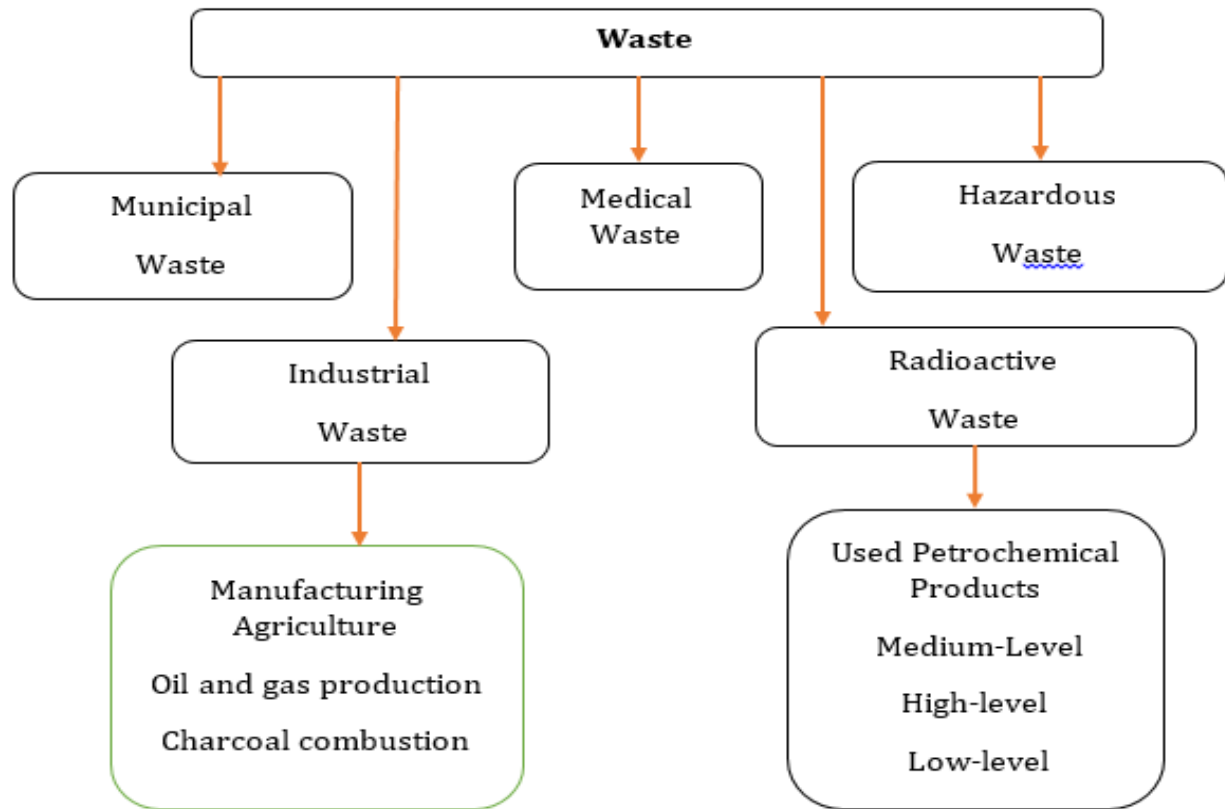 Waste
Municipal
Waste
Medical
Waste
Hazardous
Waste
Industrial
Waste
Radioactive
Waste
Manufacturing
Agriculture
Oil and gas production
Charcoal combustion
Used Petrochemical
Products
Medium-Level
High-level
Low-level